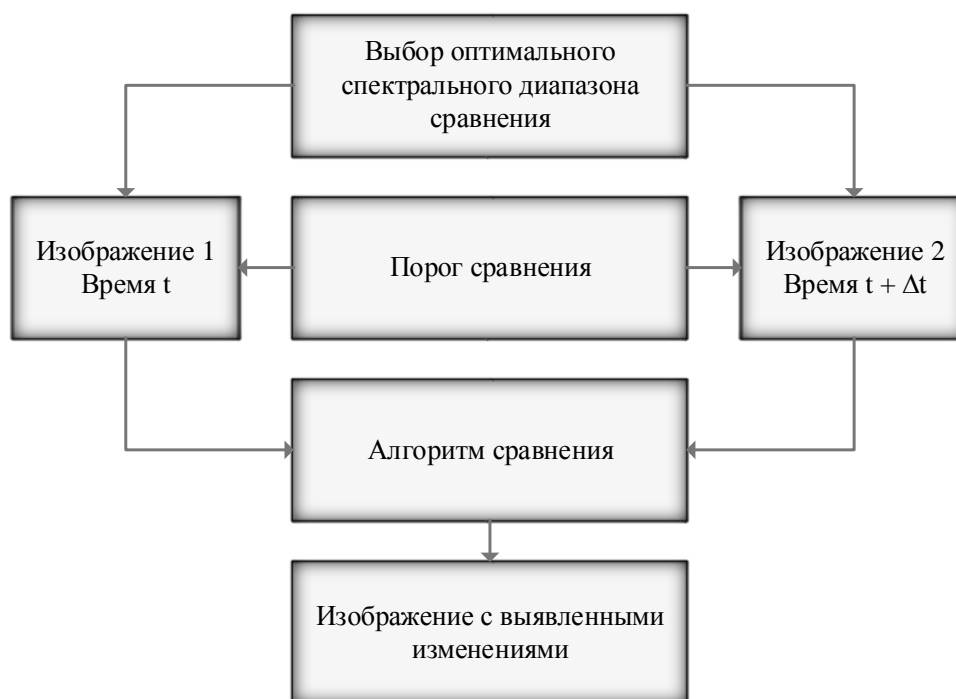 Выбор оптимального
спектрального диапазона
сравнения
Изображение 1
Время t
Порог сравнения
Изображение 2
Время t + Δt
Алгоритм сравнения
Изображение с выявленными
изменениями